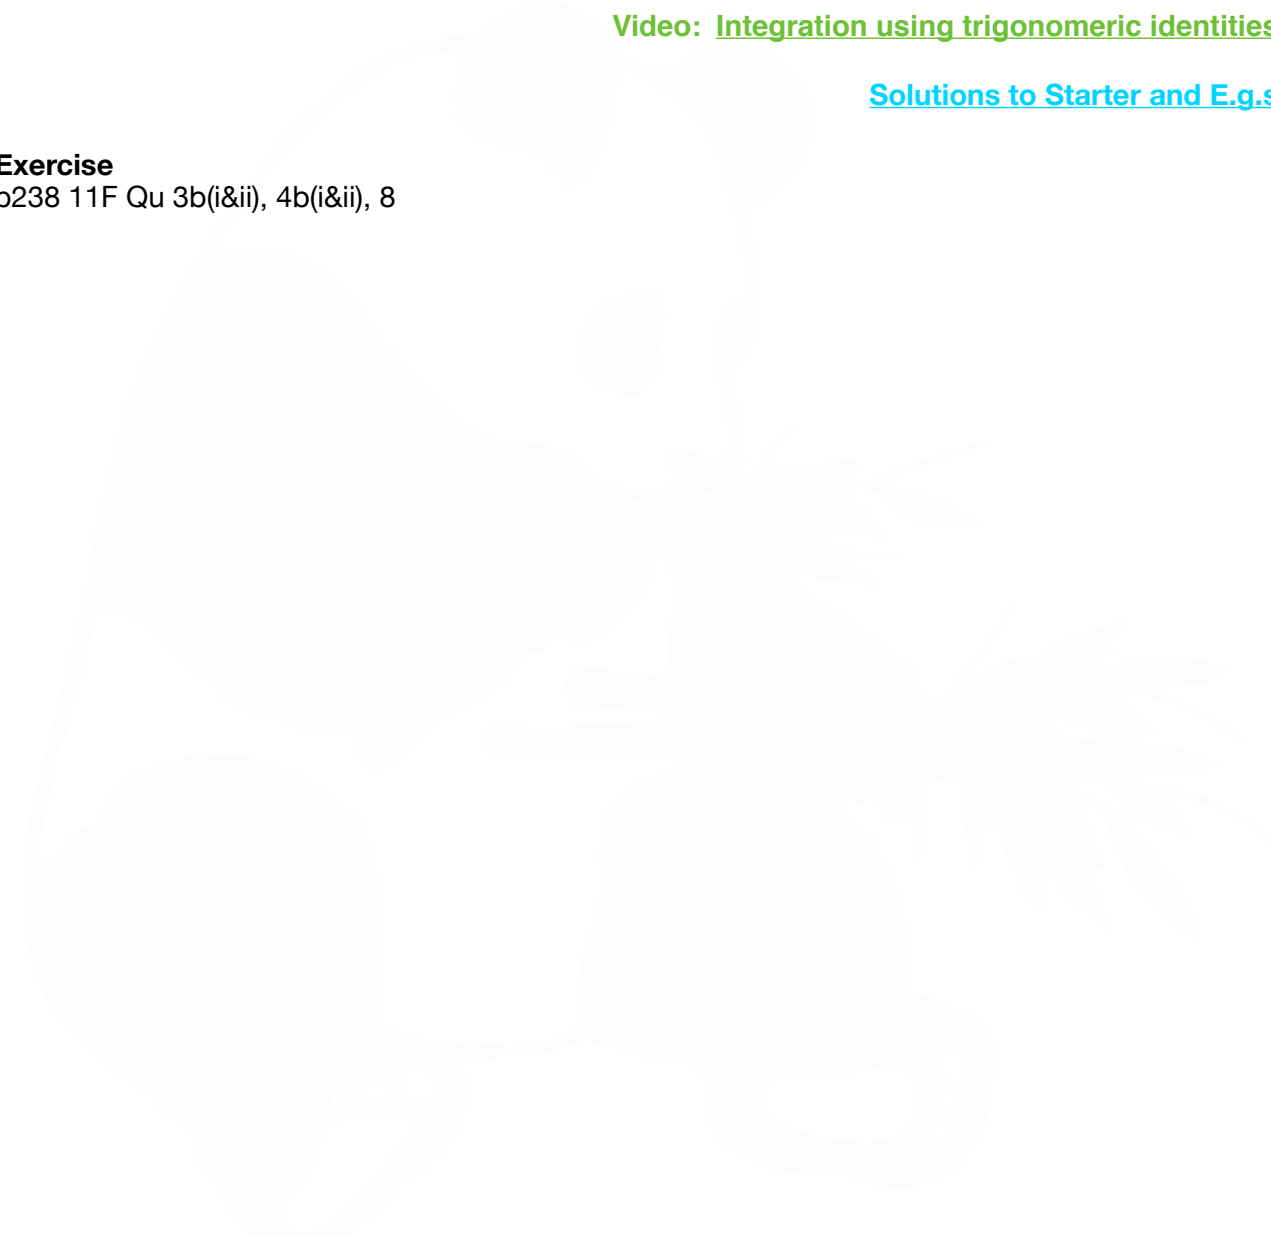 Video: Integration using trigonomeric identities
Solutions to Starter and E.g.s
Exercise
p238 11F Qu 3b(i&ii), 4b(i&ii), 8